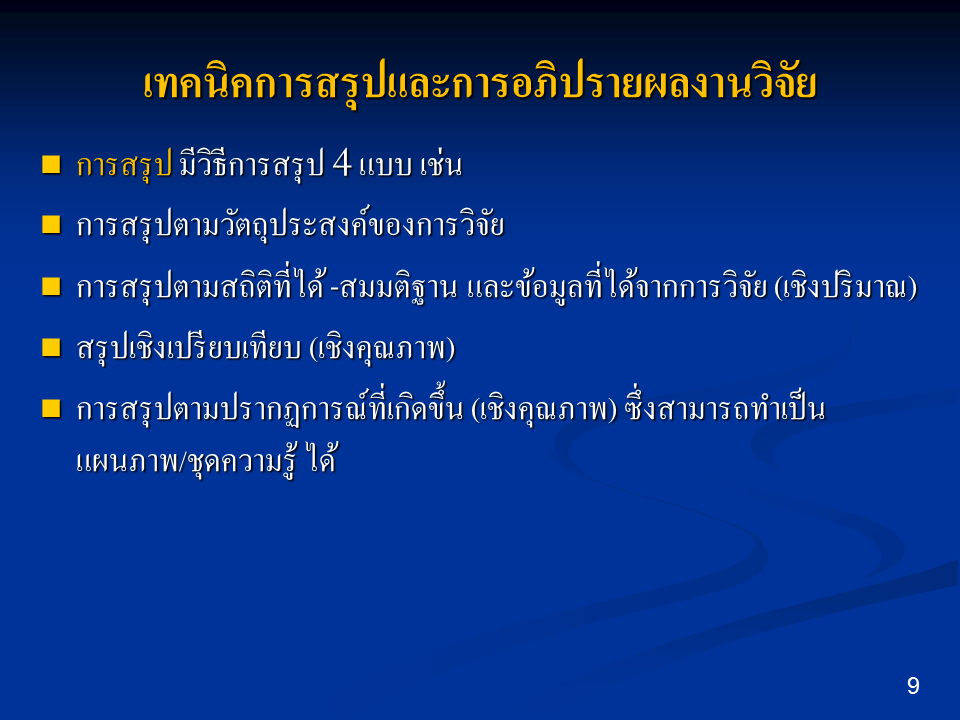 เทคนิคการสรุปและการอภิปรายผลงานวิจัย
การสรุป มีวิธีการสรุป 4 แบบ เช่น
การสรุปตามวัตถุประสงค์ของการวิจัย
การสรุปตามสถิติที่ได้ -สมมติฐาน และข้อมูลที่ได้จากการวิจัย (เชิงปริมาณ)
สรุปเชิงเปรียบเทียบ (เชิงคุณภาพ)
การสรุปตามปรากฏการณ์ที่เกิดขึ้น (เชิงคุณภาพ) ซึ่งสามารถทำเป็น
แผนภาพ/ชุดความรู้ ได้
9